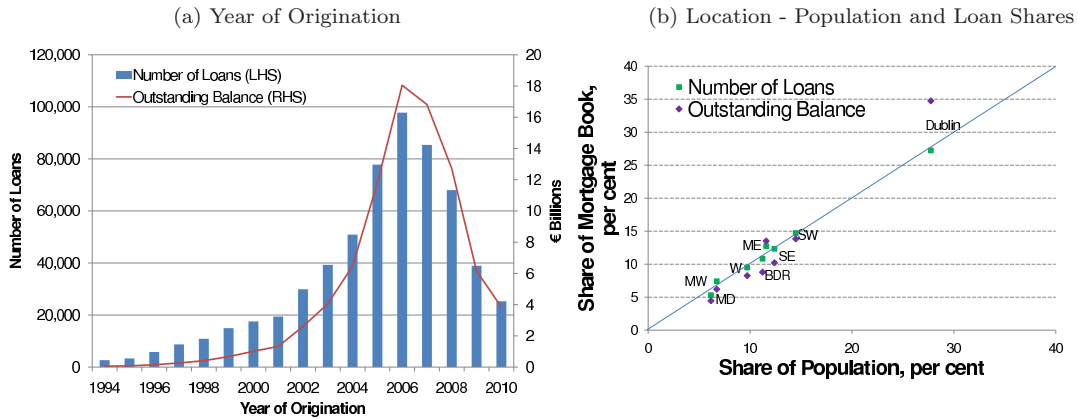 (a) Year of Origination
120,000
100,000
80,000
60,000
40,000
20,000
0
Number of Loans
Number of Loans (LHS)
Outstanding Balance (RHS)
20
18
16
14
12
10
8
6
4
2
0
€ Billions
1994 1996 1998 2000 2002 2004 2006 2008 2010
Year of Origination
(b) Location - Population and Loan Shares
40
35
30
25
20
15
10
5
0
Share of Mortgage Book,
per cent
Number of Loans
Outstanding Balance
Dublin
ME
SW
SE
W
BDR
MW
MD
0 10 20 30 40
Share of Population, per cent